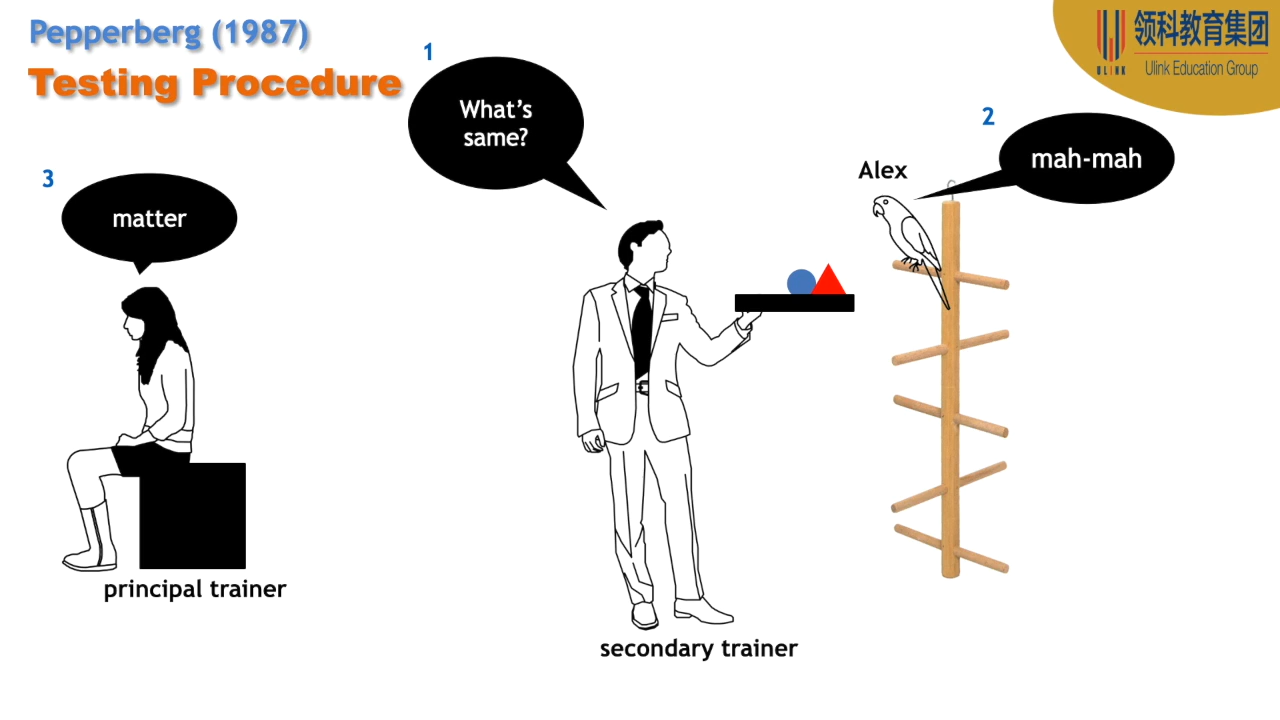 Pepperberg (1987)
Testing Procedure
领科教育集团
Ulink Education Group
ULINK
1
What’s
same?
2
mah-mah
Alex
3
matter
principal trainer
secondary trainer